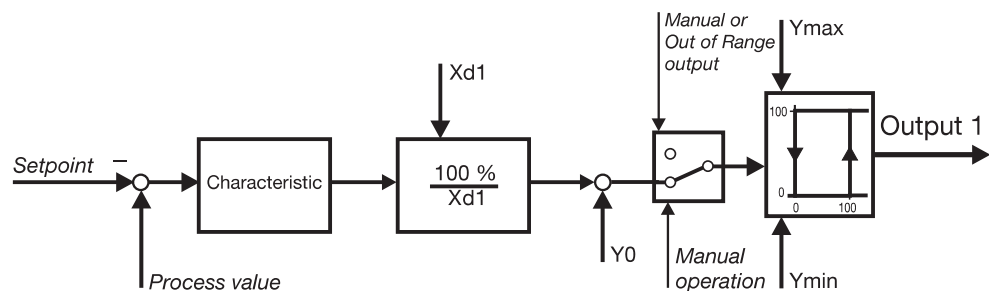 Manual or
Out of Range
output
Ymax
Xd1
Setpoint
–
Characteristic
100 %
Xd1
100
0
0
100
Output 1
Process value
Y0
Manual
operation
Ymin